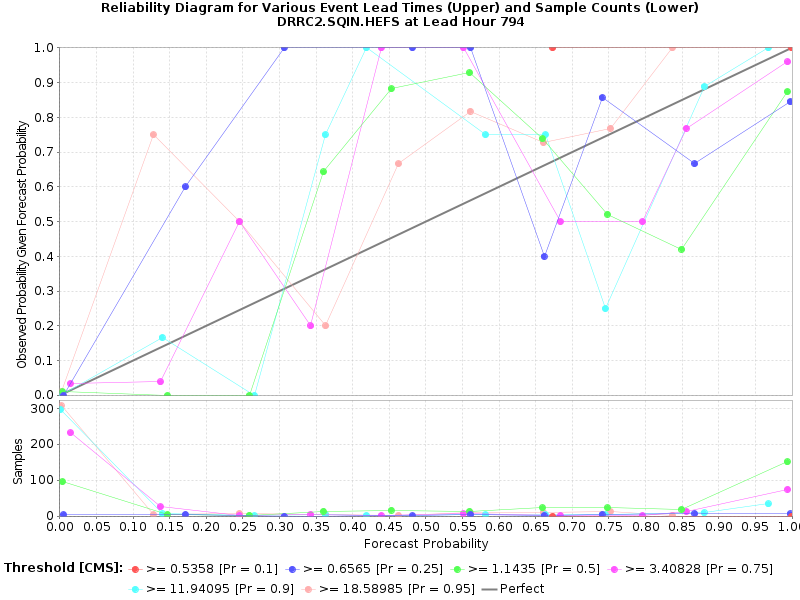 Reliability Diagram for Various Event Lead Times (Upper) and Sample Counts (Lower)
DRRC2.SQIN.HEFS at Lead Hour 794
Observed Probability Given Forecast Probability
1.0
0.9
0.8
0.7
0.6
0.5
0.4
0.3
0.2
0.1
0.0
Samples
300
200
100
0
0.00 0.05 0.10 0.15 0.20 0.25 0.30 0.35 0.40 0.45 0.50 0.55 0.60 0.65 0.70 0.75 0.80 0.85 0.90 0.95 1.0
Forecast Probability
Threshold [CMS]: >= 0.5358 [Pr = 0.1] >= 0.6565 [Pr = 0.25] >= 1.1435 [Pr = 0.5] >= 3.40828 [Pr = 0.75]
>= 11.94095 [Pr = 0.9] >= 18.58985 [Pr = 0.95] Perfect